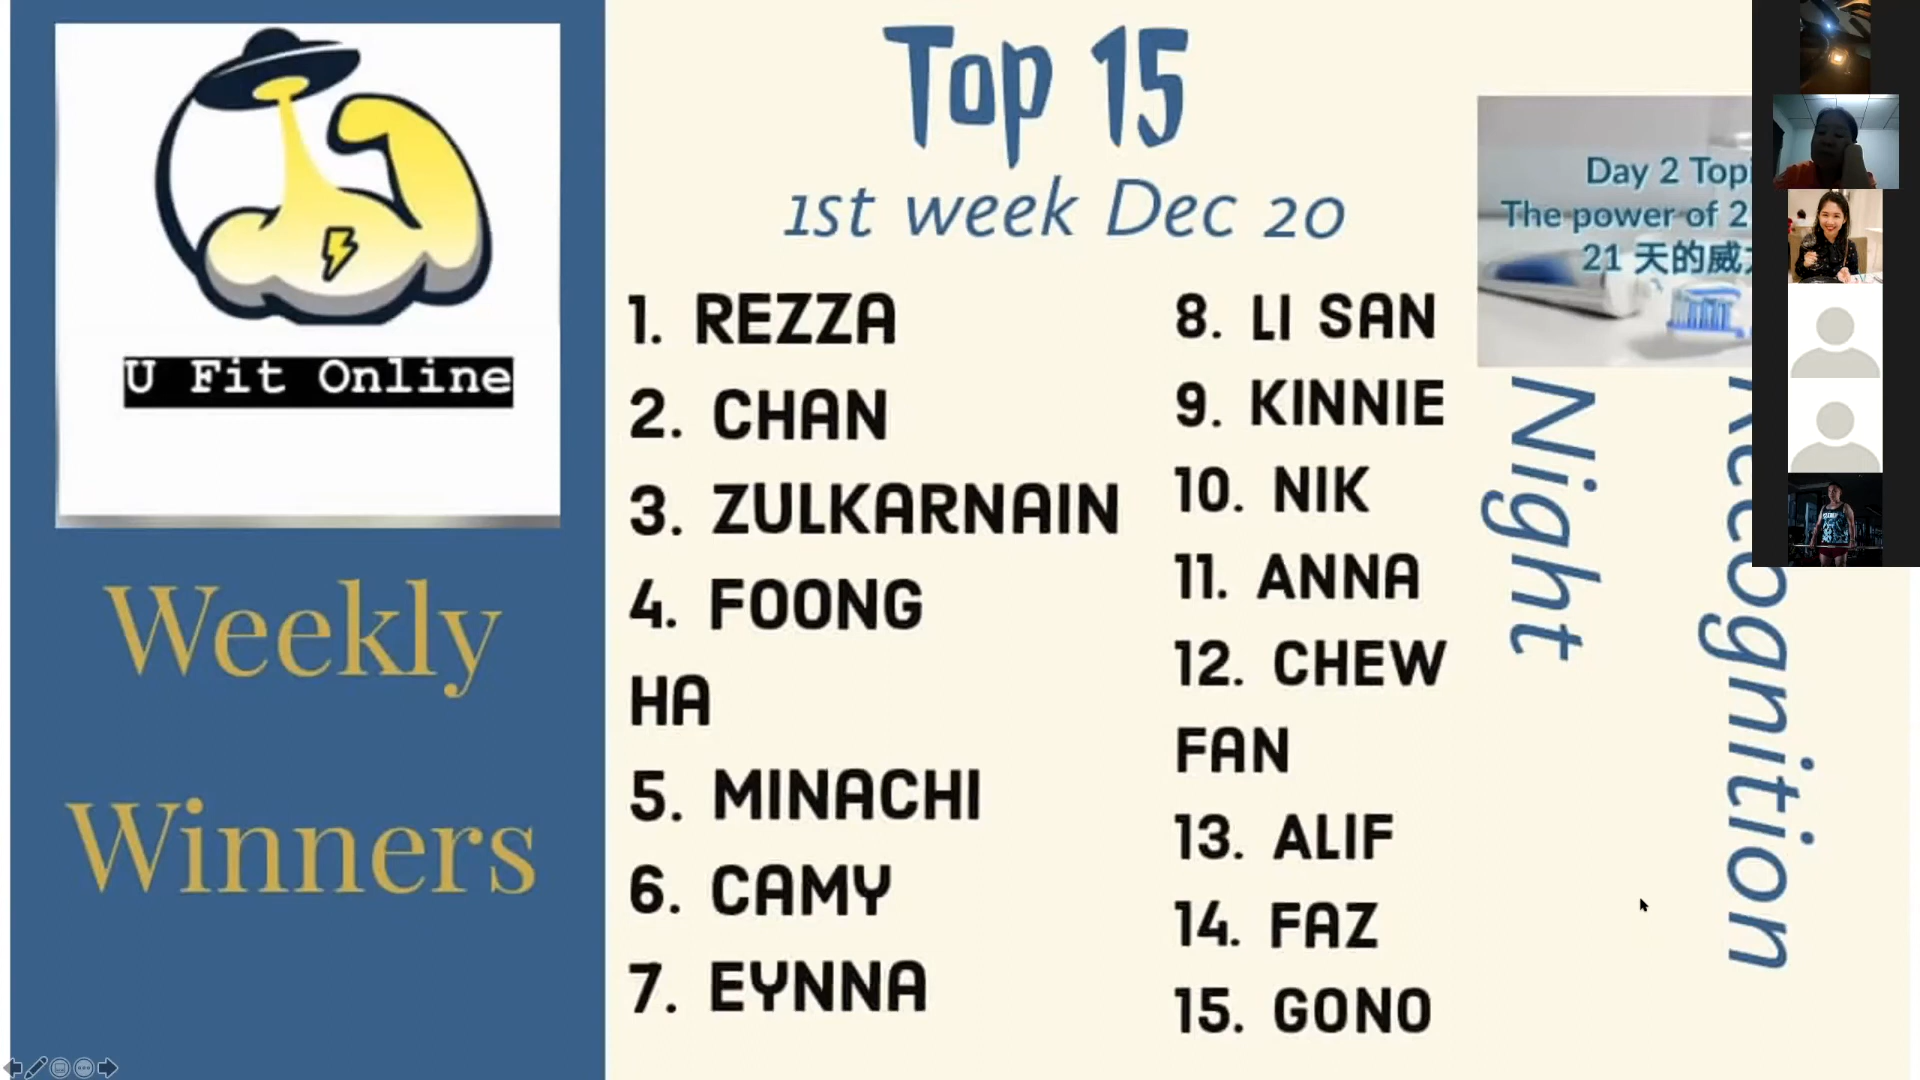 U Fit Online
Weekly
Winners
Top 15
1st week Dec 20
1. REZZA
2. CHAN
3. ZULKARNAIN
4. FOONG
HA
5. MINACHI
6. CAMY
7. EYNNA
8. LI SAN
9. KINNIE
10. NIK
11. ANNA
12. CHEW
FAN
13. ALIF
14. FAZ
15. GONO
Day 2 Topi
The power of 2
21 天的威
Recognition
Night